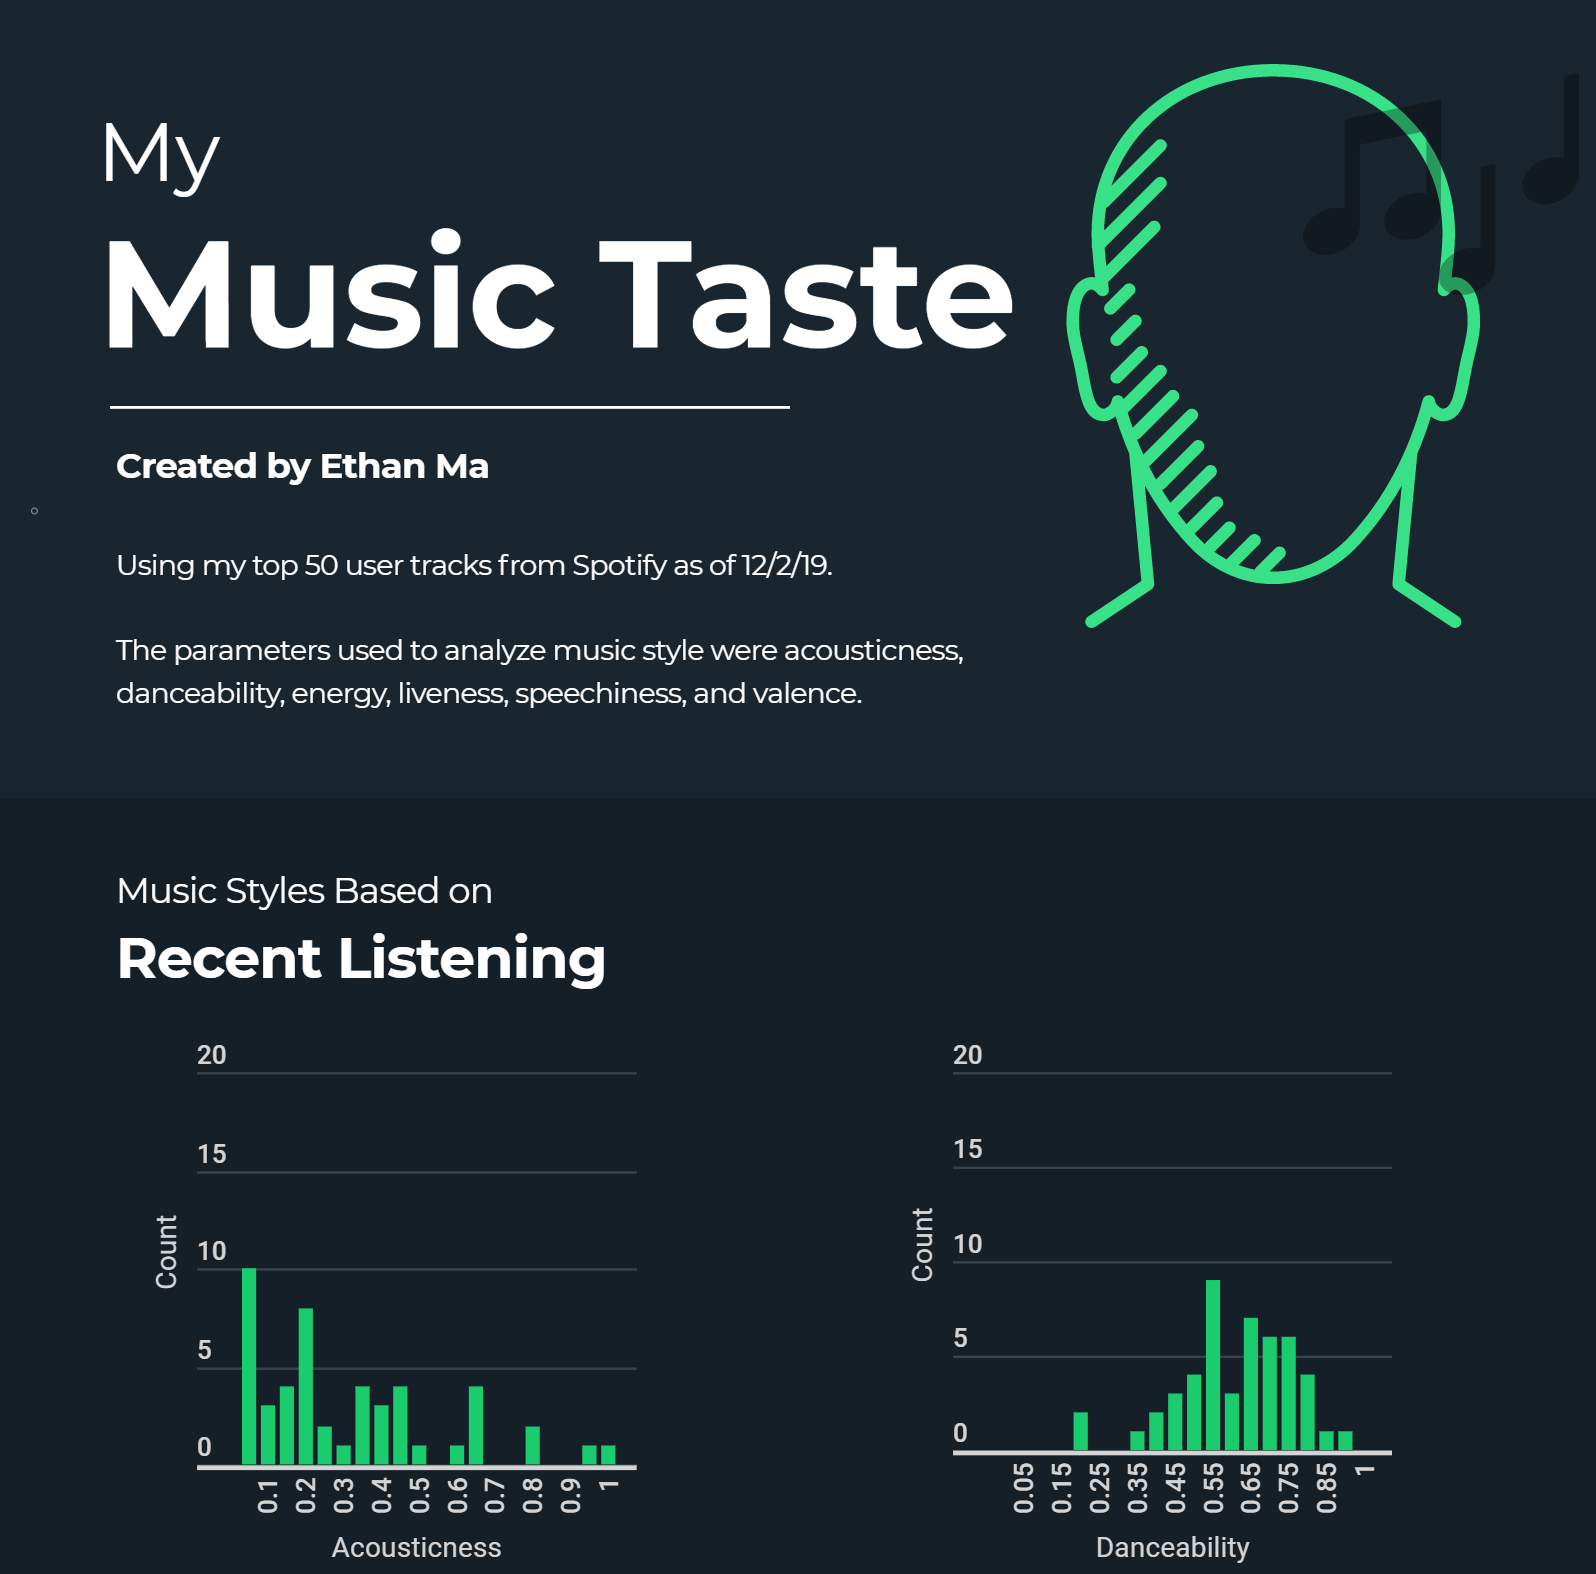 My
Music Taste
Created by Ethan Ma
Using my top 50 user tracks from Spotify as of 12/2/19.
The parameters used to analyze music style were acousticness,
danceability, energy, liveness, speechiness, and valence.
Music Styles Based on
Recent Listening
20
15
10
5
0
Count
0.1 0.2 0.3 0.4 0.5 0.6 0.7 0.8 0.9 1
Acousticness
20
15
10
5
0
Count
0.05 0.15 0.25 0.35 0.45 0.55 0.65 0.75 0.85 1
Danceability